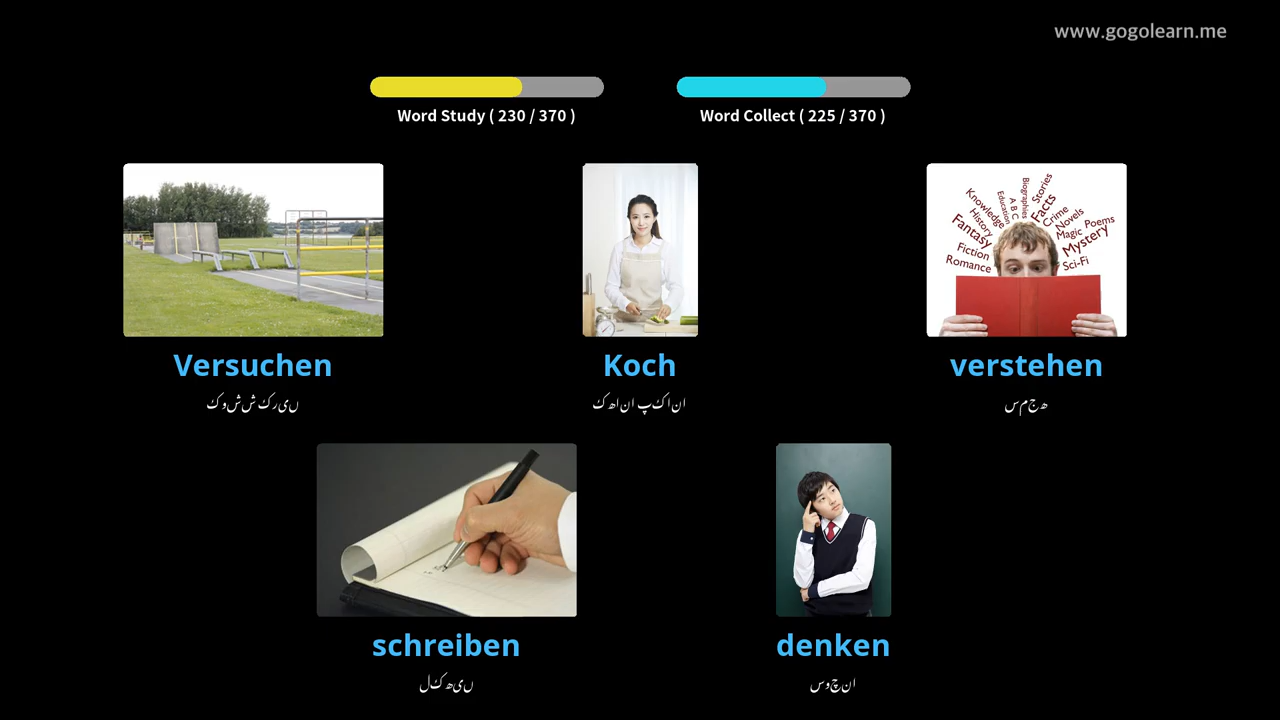 www.gogolearn.me
Word Study ( 230 / 370 )
Word Collect ( 225 / 370 )
Knowledge
History
Fantasy
Fiction
Romance
Education
A B C
Biographies
Stories
Facts
Crime
Novels
Magic
Poems
Mystery
Sci-Fi
Versuchen
کوشش کریں
Koch
کھانا پکانا
verstehen
سمجھ
schreiben
لکھیں
denken
سوچنا